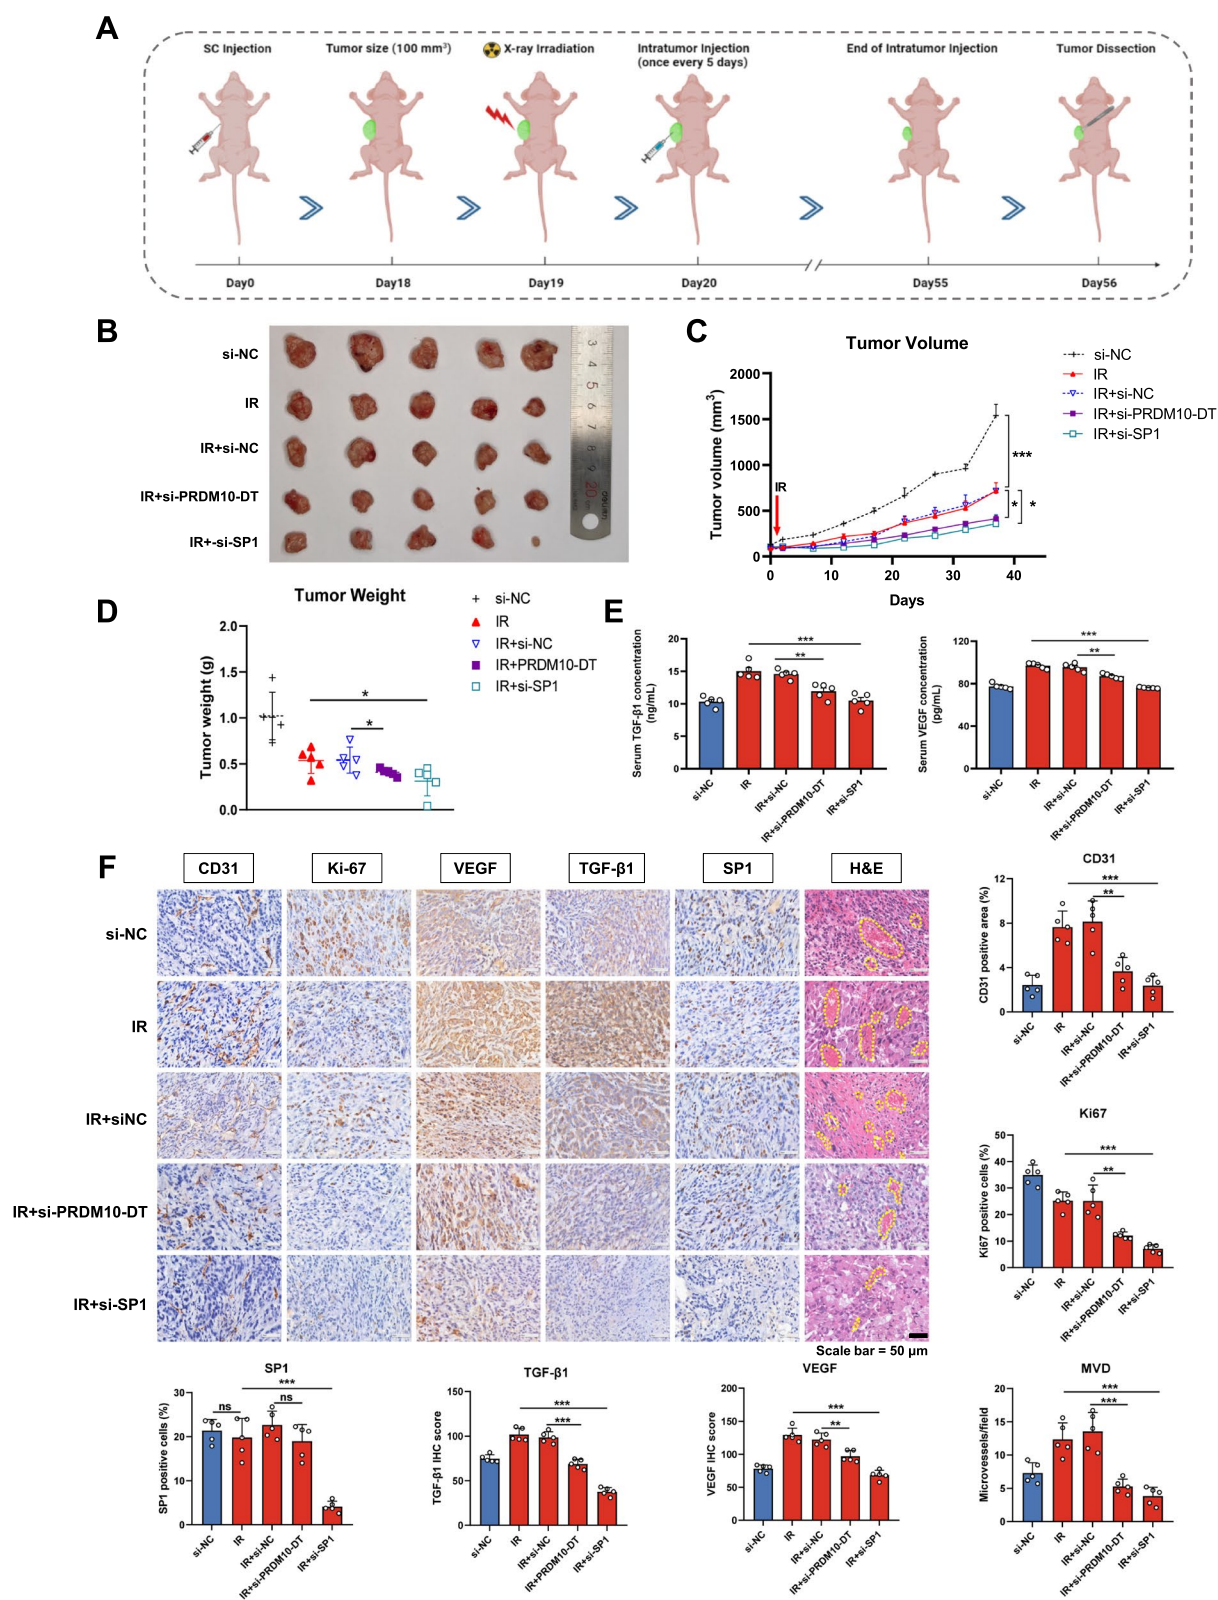 A
SC Injection
Tumor size (100 mm³)
X-ray Irradiation
Intratumor Injection
(once every 5 days)
End of Intratumor Injection
Tumor Dissection
Day0
Day18
Day19
Day20
Day55
Day56
B
si-NC
IR
IR+si-NC
IR+si-PRDM10-DT
IR+-si-SP1
3
4
5
6
7
8
9
20
C
Tumor Volume
Tumor volume (mm³)
2000
1500
1000
500
0
IR
0
10
20
30
40
Days
***
*
*
si-NC
IR
IR+si-NC
IR+si-PRDM10-DT
IR+si-SP1
D
Tumor Weight
Tumor weight (g)
2.0
1.5
1.0
0.5
0.0
*
*
si-NC
IR
IR+si-NC
IR+PRDM10-DT
IR+si-SP1
E
Serum TGF-β1 concentration
(ng/mL)
20
15
10
5
0
***
**
si-NC
IR
IR+si-NC
IR+si-PRDM10-DT
IR+si-SP1
Serum VEGF concentration
(pg/mL)
120
80
40
0
***
**
si-NC
IR
IR+si-NC
IR+si-PRDM10-DT
IR+si-SP1
F
CD31
Ki-67
VEGF
TGF-β1
SP1
H&E
si-NC
IR
IR+siNC
IR+si-PRDM10-DT
IR+si-SP1
Scale bar = 50 μm
CD31
CD31 positive area (%)
12
8
4
0
***
**
si-NC
IR
IR+si-NC
IR+si-PRDM10-DT
IR+si-SP1
Ki67
Ki67 positive cells (%)
50
40
30
20
10
0
***
**
si-NC
IR
IR+si-NC
IR+si-PRDM10-DT
IR+si-SP1
SP1
SP1 positive cells (%)
30
20
10
0
***
ns
ns
si-NC
IR
IR+si-NC
IR+si-PRDM10-DT
IR+si-SP1
TGF-β1
TGF-β1 IHC score
150
100
50
0
***
***
si-NC
IR
IR+si-NC
IR+PRDM10-DT
IR+si-SP1
VEGF
VEGF IHC score
200
150
100
50
0
***
**
si-NC
IR
IR+si-NC
IR+si-PRDM10-DT
IR+si-SP1
MVD
Microvessels/field
20
15
10
5
0
***
***
si-NC
IR
IR+si-NC
IR+si-PRDM10-DT
IR+si-SP1